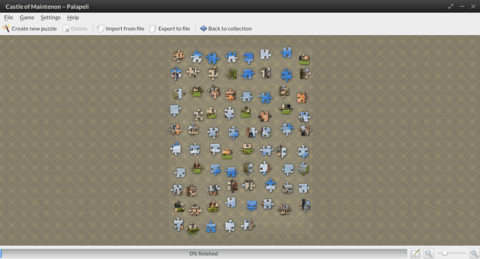 Castle of Maintenon – Palapeli
File Game Settings Help
Create new puzzle Delete Import from file Export to file Back to collection
0% finished